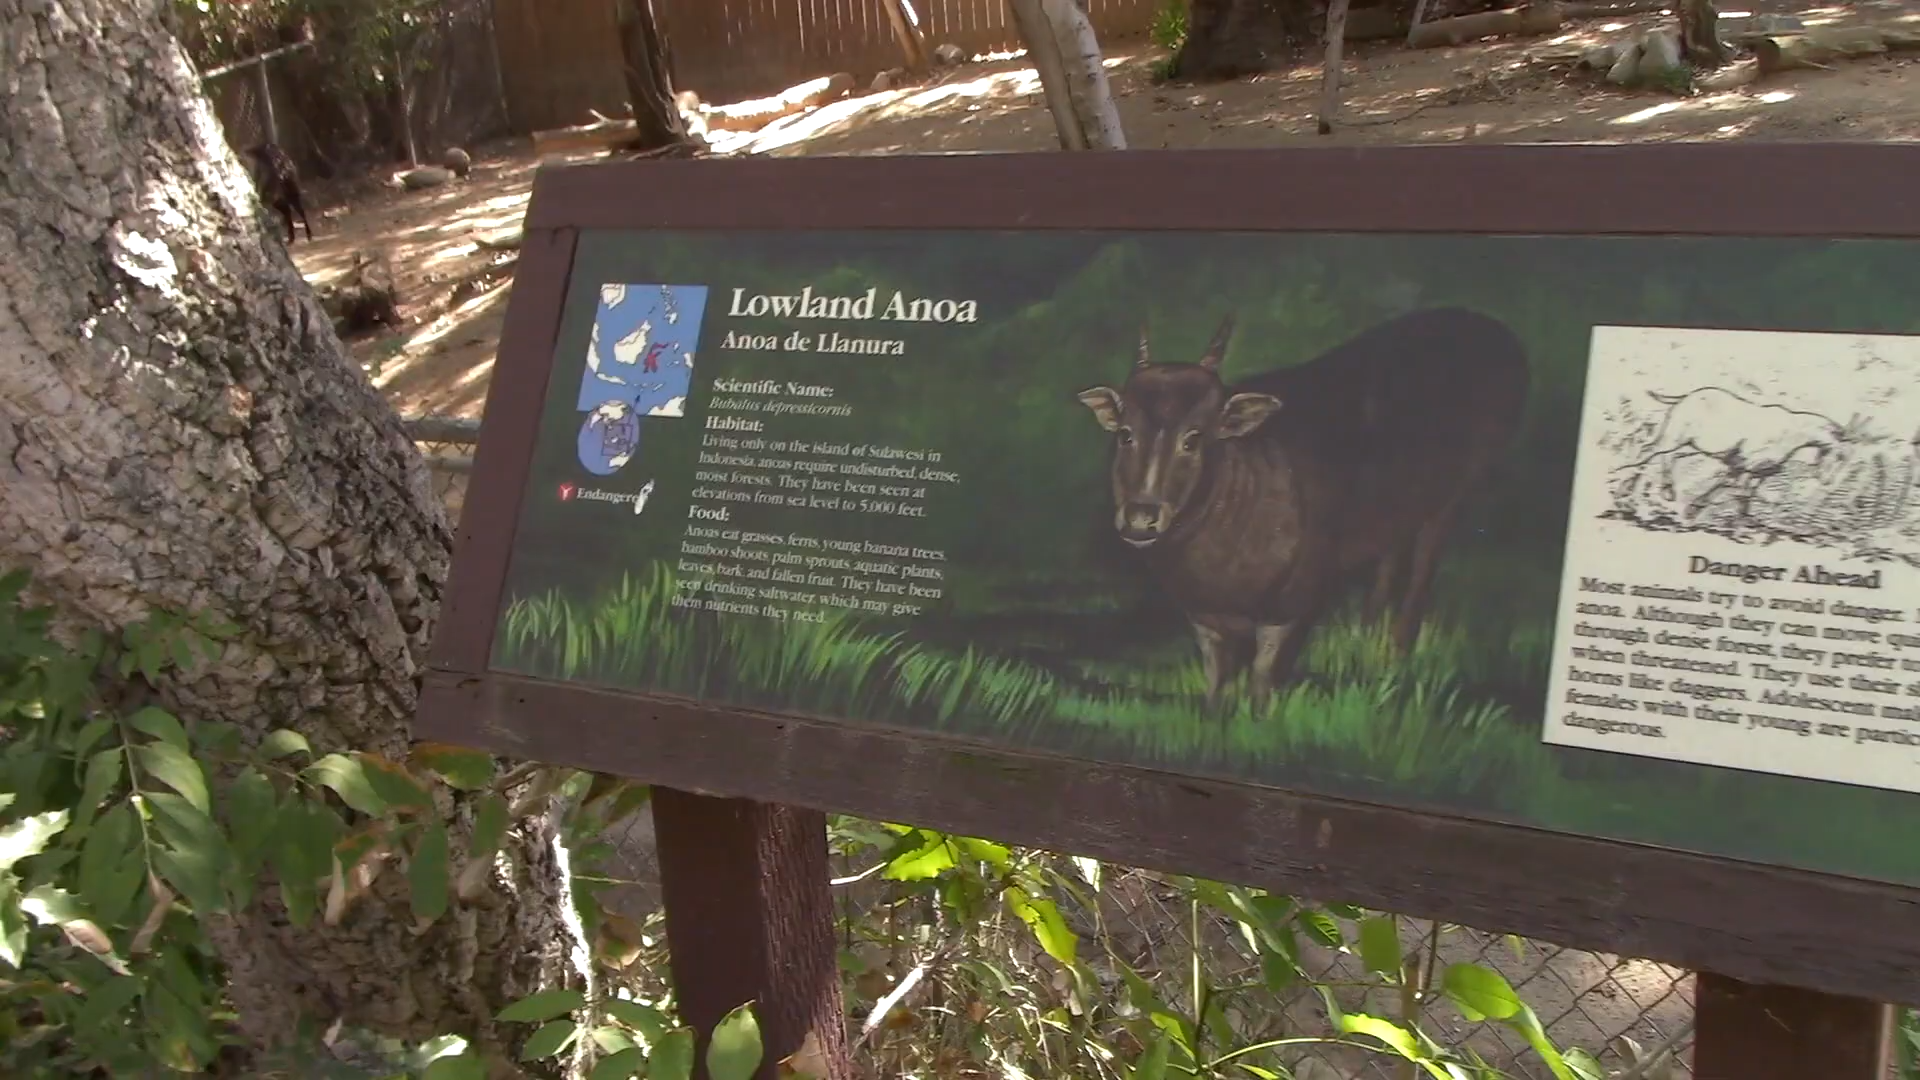 Lowland Anoa
Anoa de Llanura
Scientific Name:
Bubalus depressicornis
Habitat:
Living only on the island of Sulawesi in
Indonesia, anoas require undisturbed, dense,
moist forests. They have been seen at
elevations from sea level to 5,000 feet.
Food:
Anoas eat grasses, ferns, young banana trees,
bamboo shoots, palm sprouts, aquatic plants,
leaves, bark, and fallen fruit. They have been
seen drinking saltwater, which may give
them nutrients they need.
Endangere
Danger Ahead
Most animals try to avoid danger.
anoa. Although they can move
through dense forest, they prefer
when threatened. They use their
horns like daggers. Adolescent
females with their young are
dangerous.